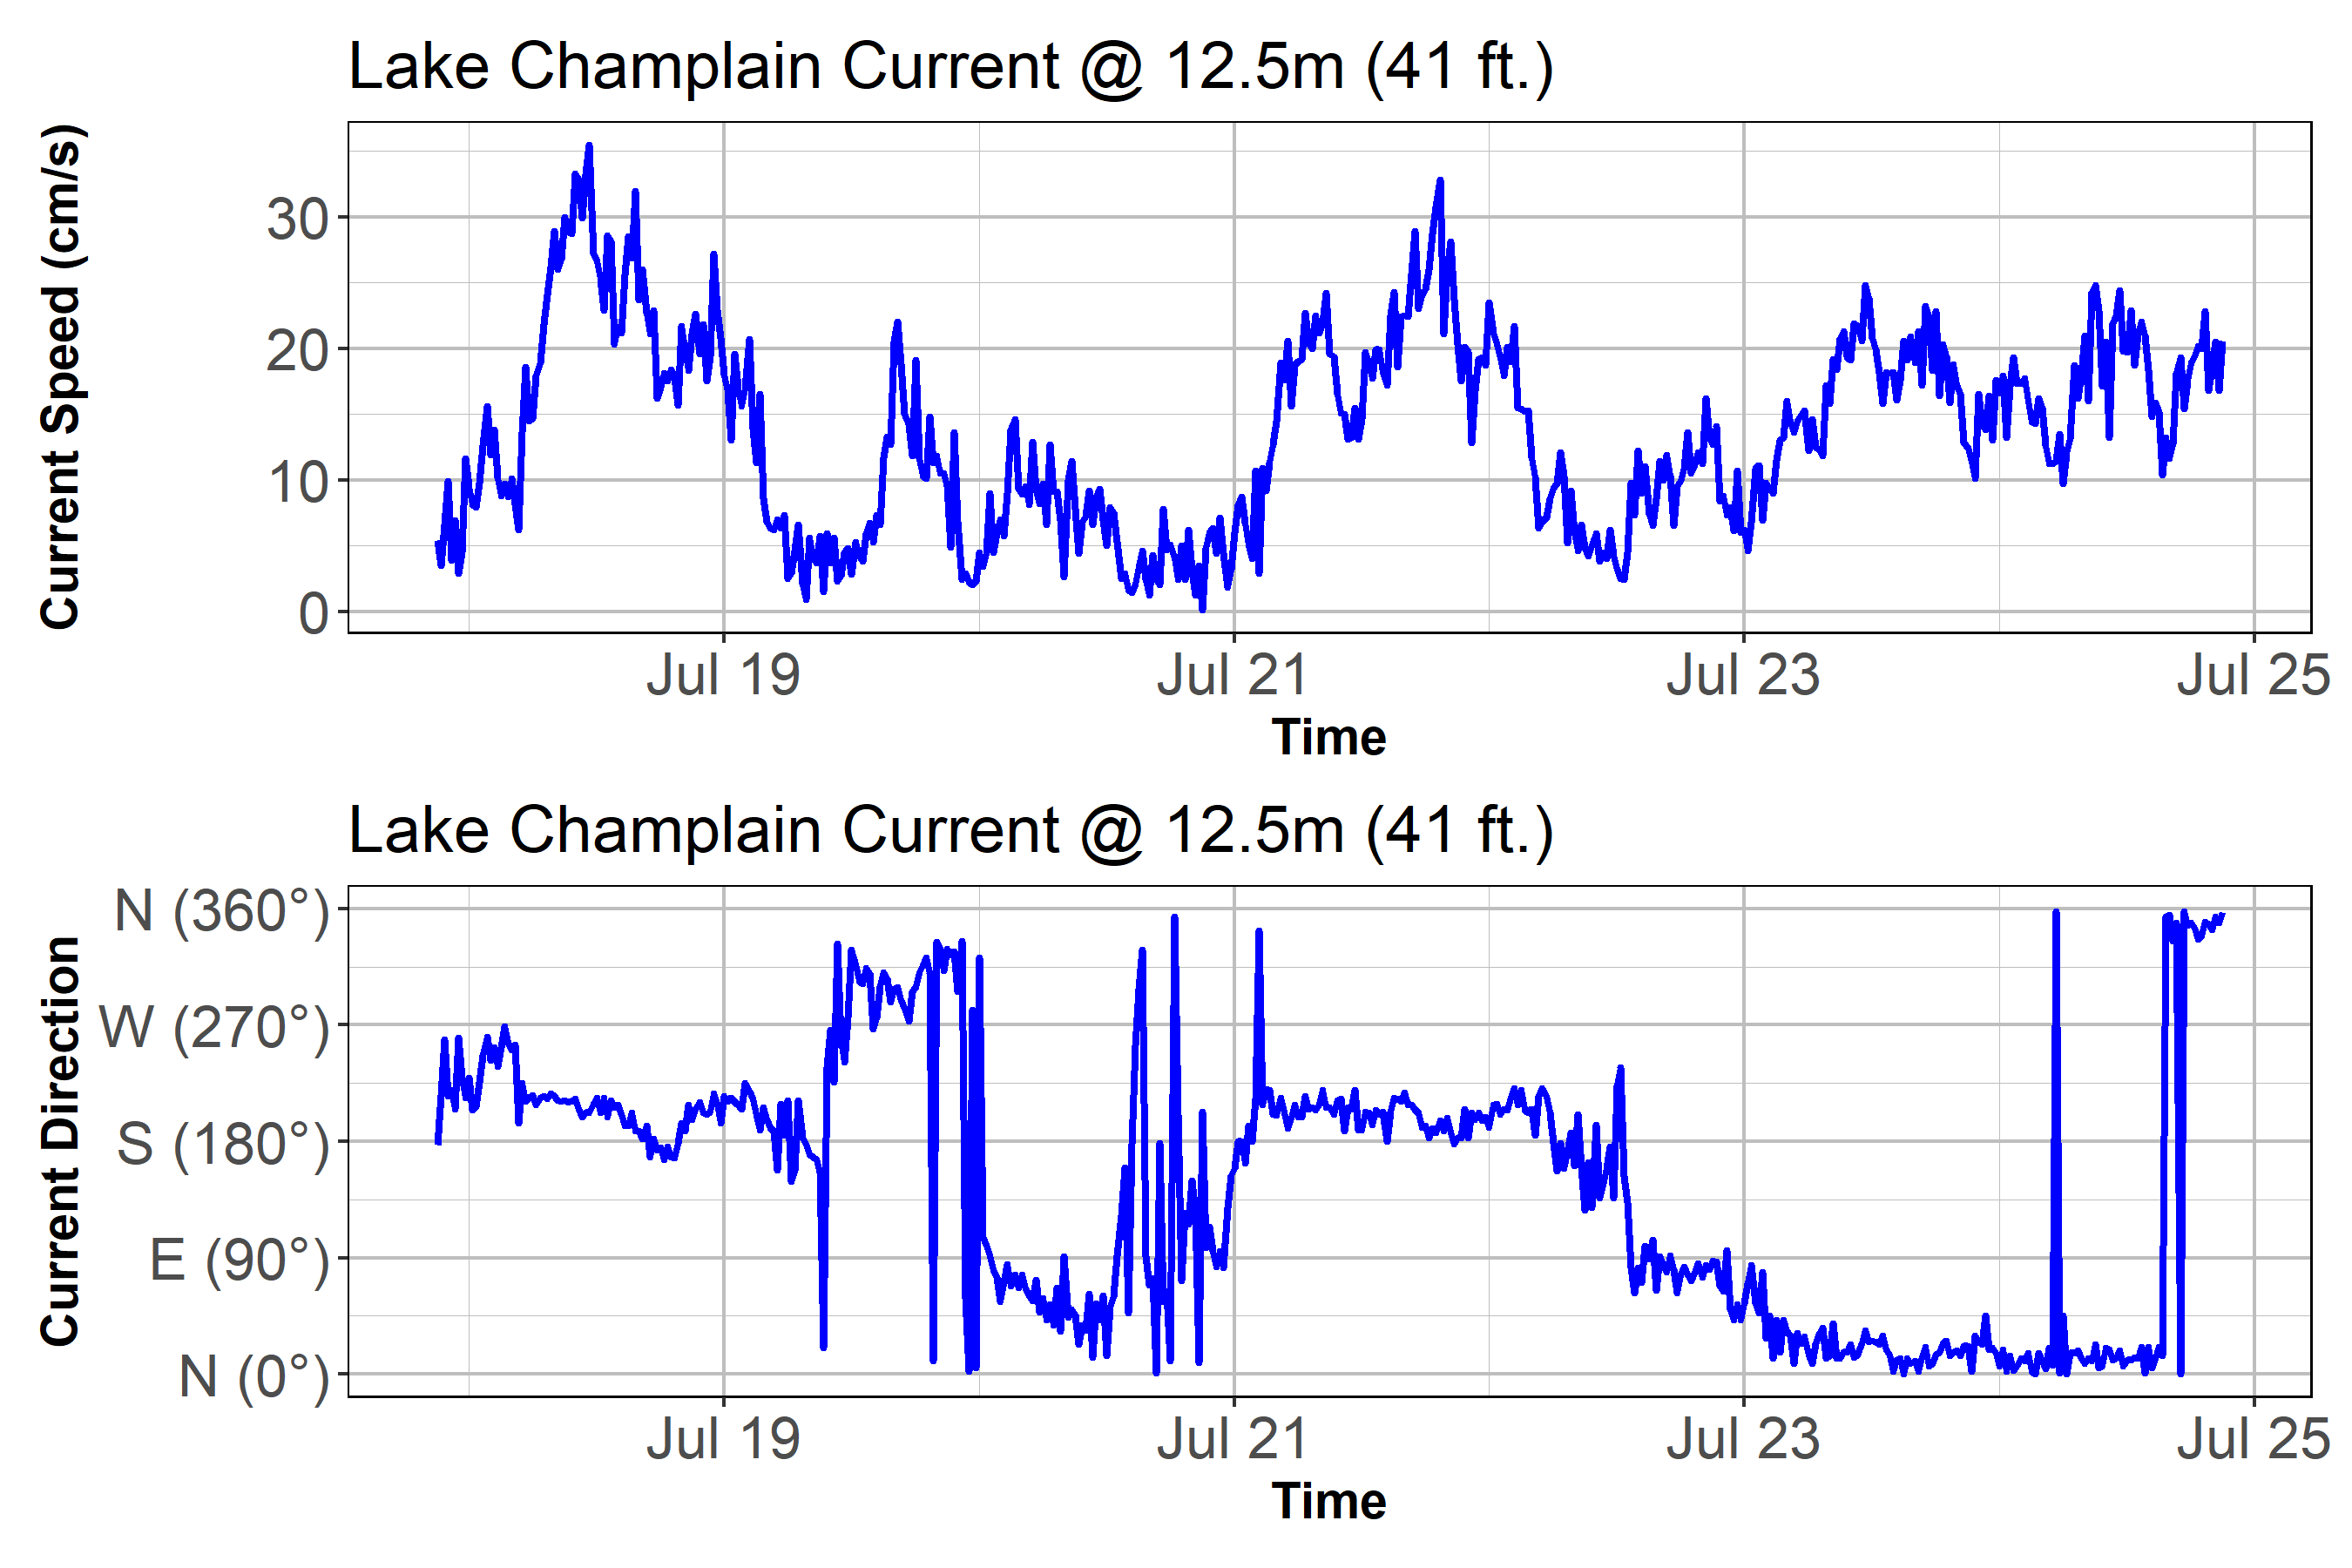 Lake Champlain Current @ 12.5m (41 ft.)
Current Speed (cm/s)
30
20
10
0
Jul 19 Jul 21 Jul 23 Jul 25
Time
Lake Champlain Current @ 12.5m (41 ft.)
Current Direction
N (360°)
W (270°)
S (180°)
E (90°)
N (0°)
Jul 19 Jul 21 Jul 23 Jul 25
Time